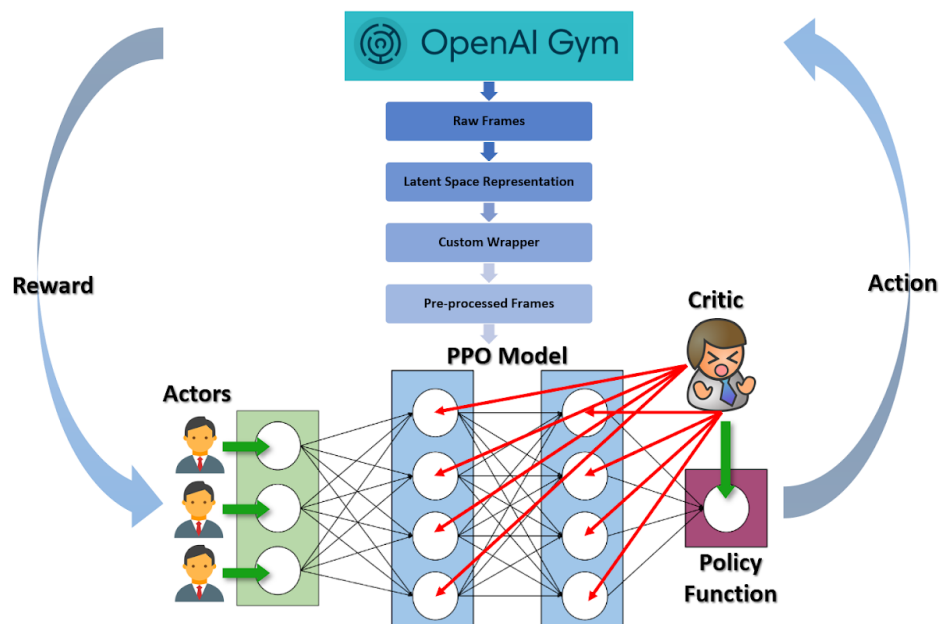 OpenAI Gym
Raw Frames
Latent Space Representation
Custom Wrapper
Pre-processed Frames
Reward
Action
Critic
PPO Model
Actors
Policy
Function